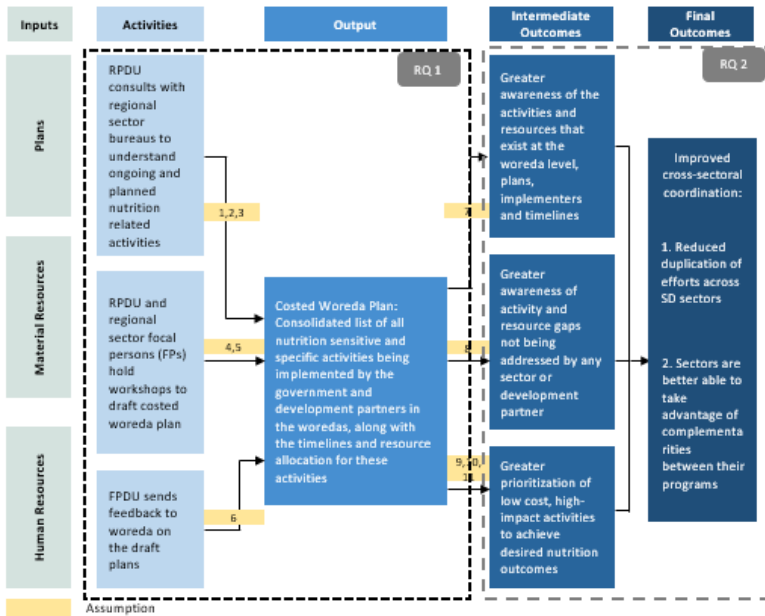 Inputs
Activities
Output
Intermediate
Outcomes
Final
Outcomes
RQ 1
RQ 2
Plans
Material Resources
Human Resources
RPDU
consults with
regional
sector
bureaus to
understand
ongoing and
planned
nutrition
related
activities
RPDU and
regional
sector focal
persons (FPs)
hold
workshops to
draft costed
woreda plan
FPDU sends
feedback to
woreda on
the draft
plans
1,2,3
4,5
6
Costed Woreda Plan:
Consolidated list of all
nutrition sensitive and
specific activities being
implemented by the
government and
development partners in
the woredas, along with
the timelines and resource
allocation for these
activities
7
8
9,10,
11
Greater
awareness of the
activities and
resources that
exist at the
woreda level,
plans,
implementers
and timelines
Greater
awareness of
activity and
resource gaps
not being
addressed by any
sector or
development
partner
Greater
prioritization of
low cost, high-
impact activities
to achieve
desired nutrition
outcomes
Improved
cross-sectoral
coordination:
1. Reduced
duplication of
efforts across
SD sectors
2. Sectors are
better able to
take
advantage of
complementa
rities
between their
programs
Assumption